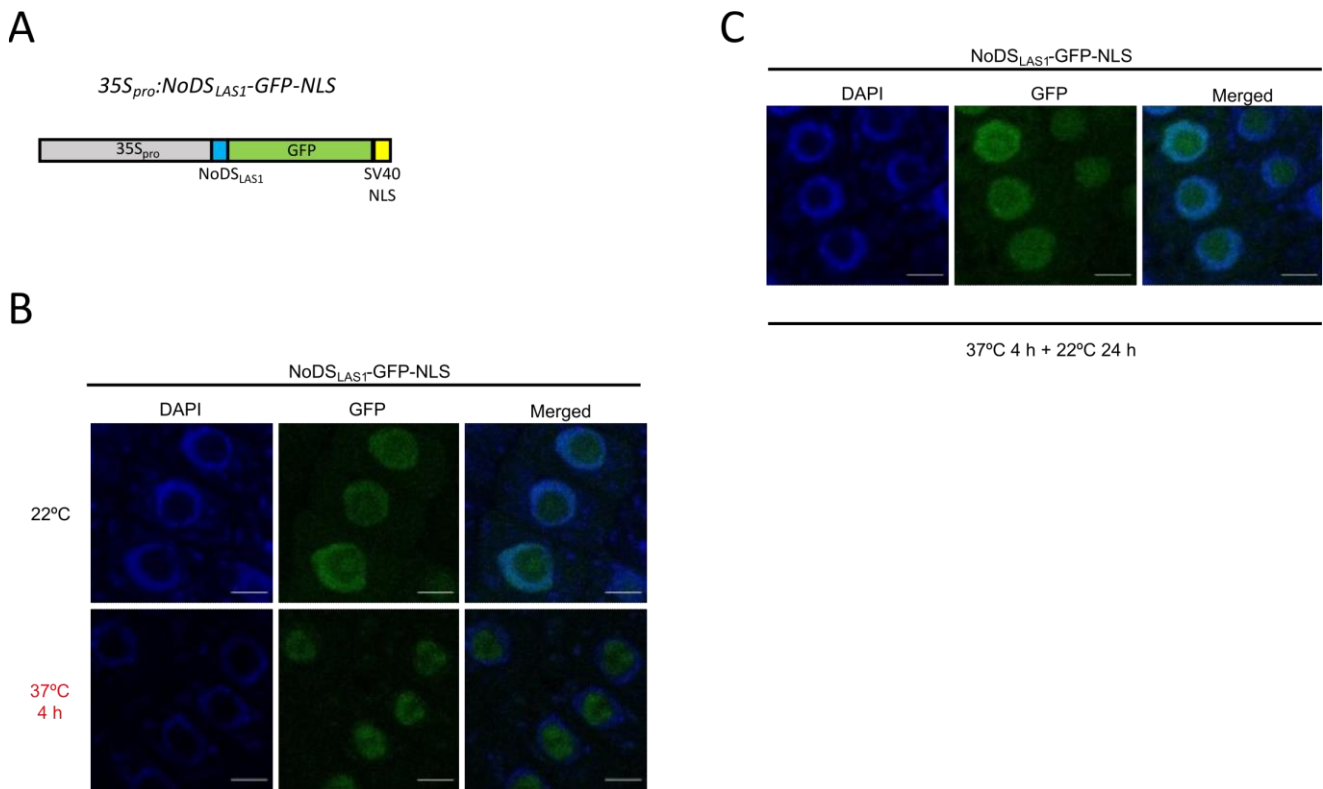 A
35Spro:NoDSLAS1-GFP-NLS
35Spro
GFP
NoDSLAS1
SV40
NLS
B
NoDSLAS1-GFP-NLS
DAPI
GFP
Merged
22ºC
37ºC
4 h
C
NoDSLAS1-GFP-NLS
DAPI
GFP
Merged
37ºC 4 h + 22ºC 24 h